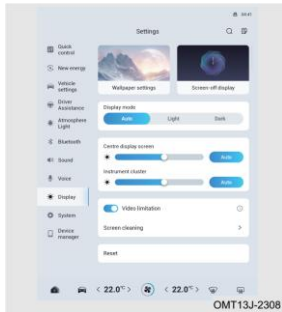 Settings
Quick
control
New energy
Vehicle
settings
Driver
Assistance
Atmosphere
Light
Bluetooth
Sound
Voice
Display
System
Device
manager
Wallpaper settings
Screen-off display
Display mode
Auto
Light
Dark
Centre display screen
Auto
Instrument cluster
Auto
Video limitation
Screen cleaning
Reset
< 22.0°C >
< 22.0°C >
OMT13J-2308